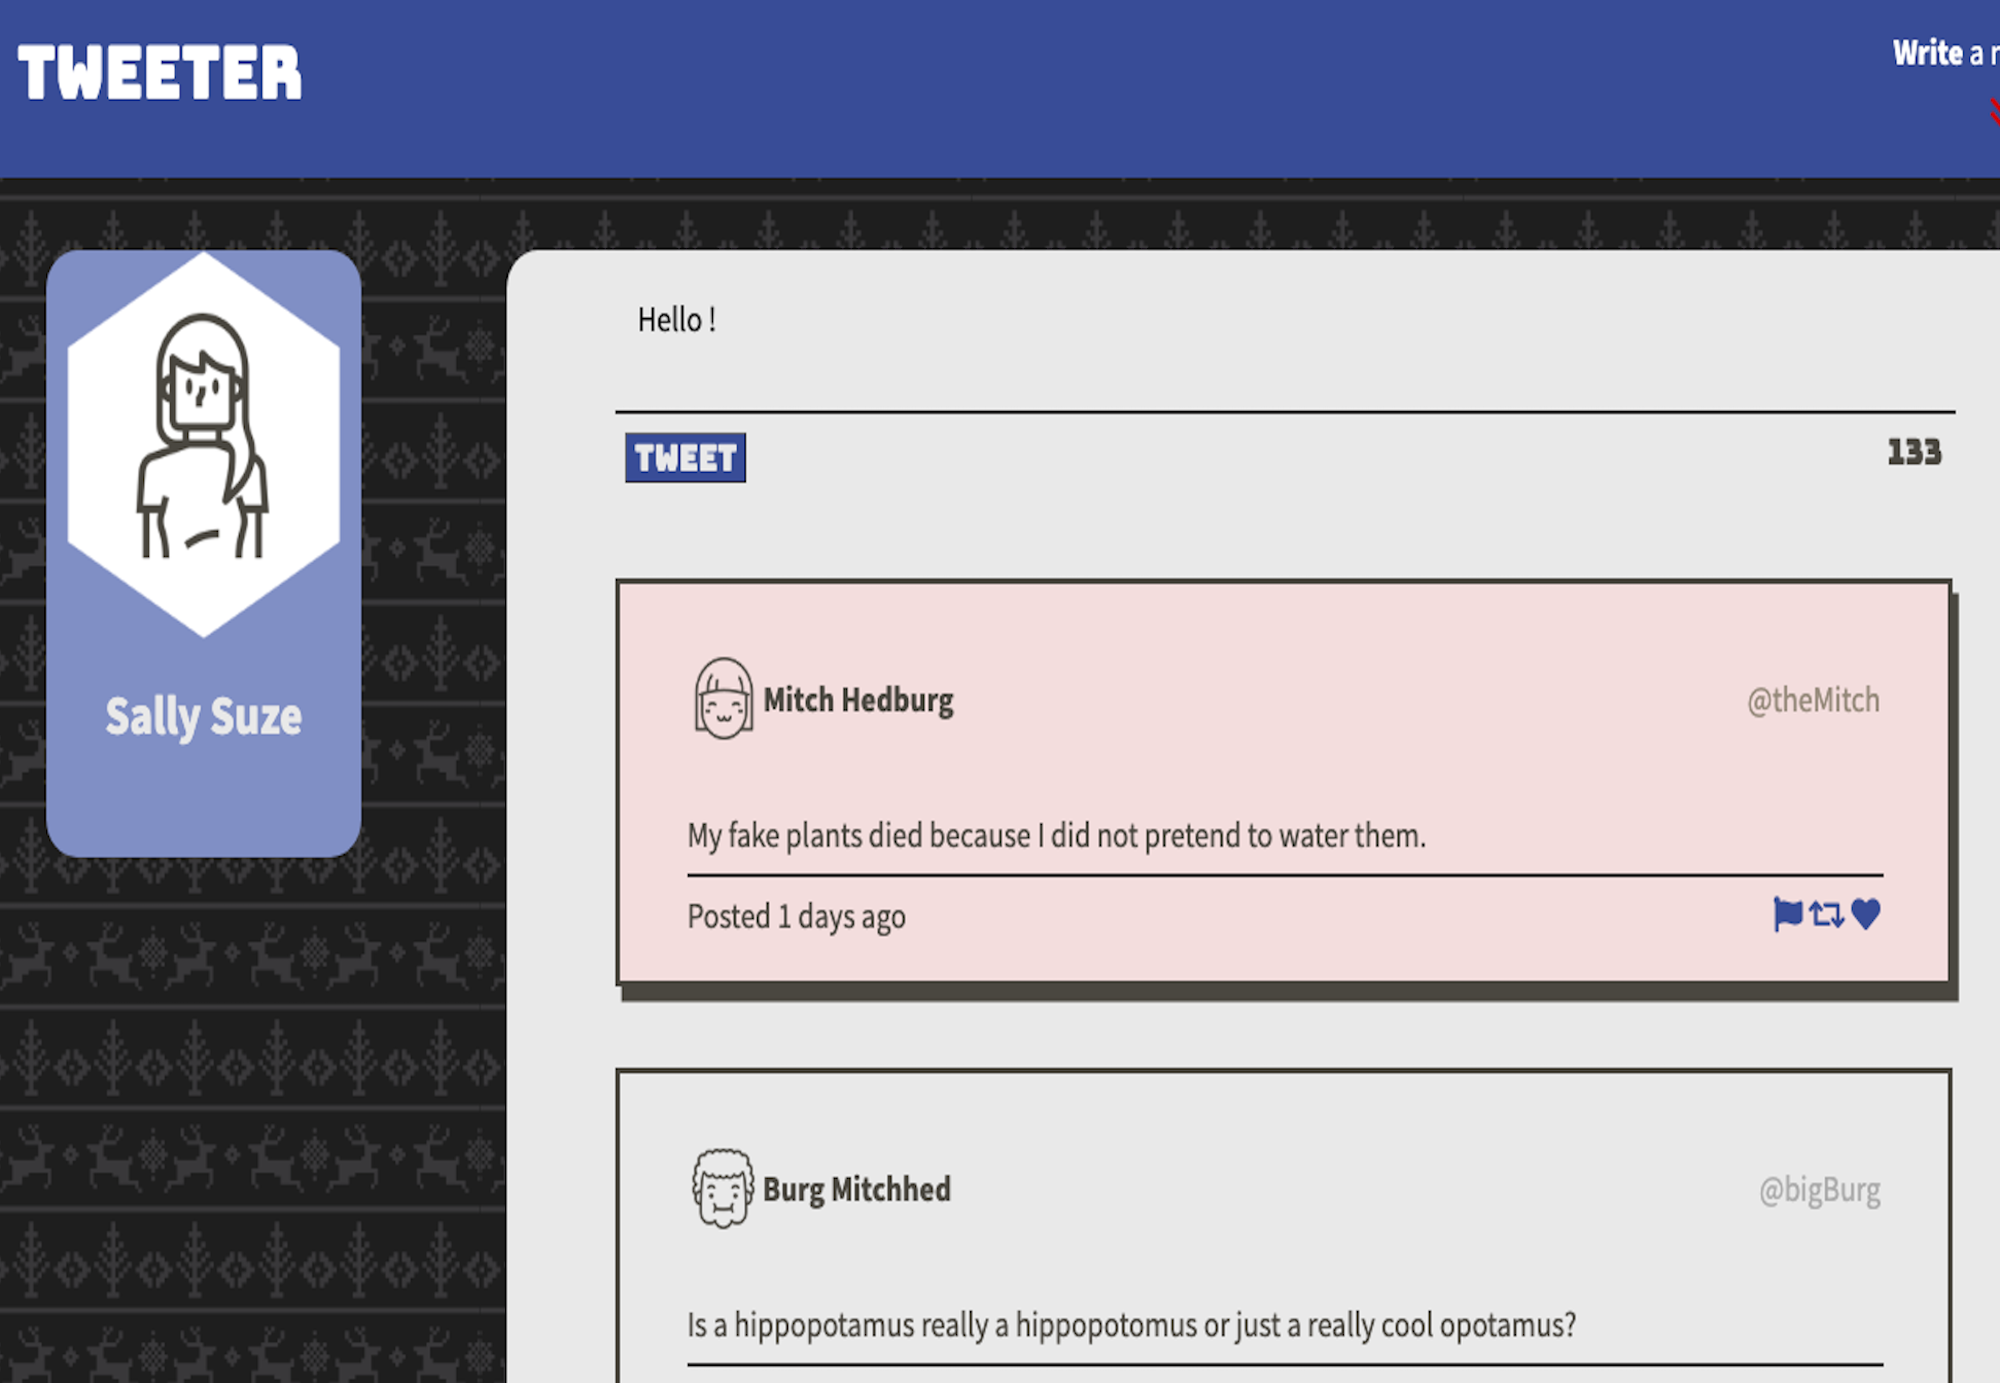 TWEETER
Write a
Hello !
TWEET
133
Sally Suze
Mitch Hedburg
@theMitch
My fake plants died because I did not pretend to water them.
Posted 1 days ago
Burg Mitchhed
@bigBurg
Is a hippopotamus really a hippopotomus or just a really cool opotamus?